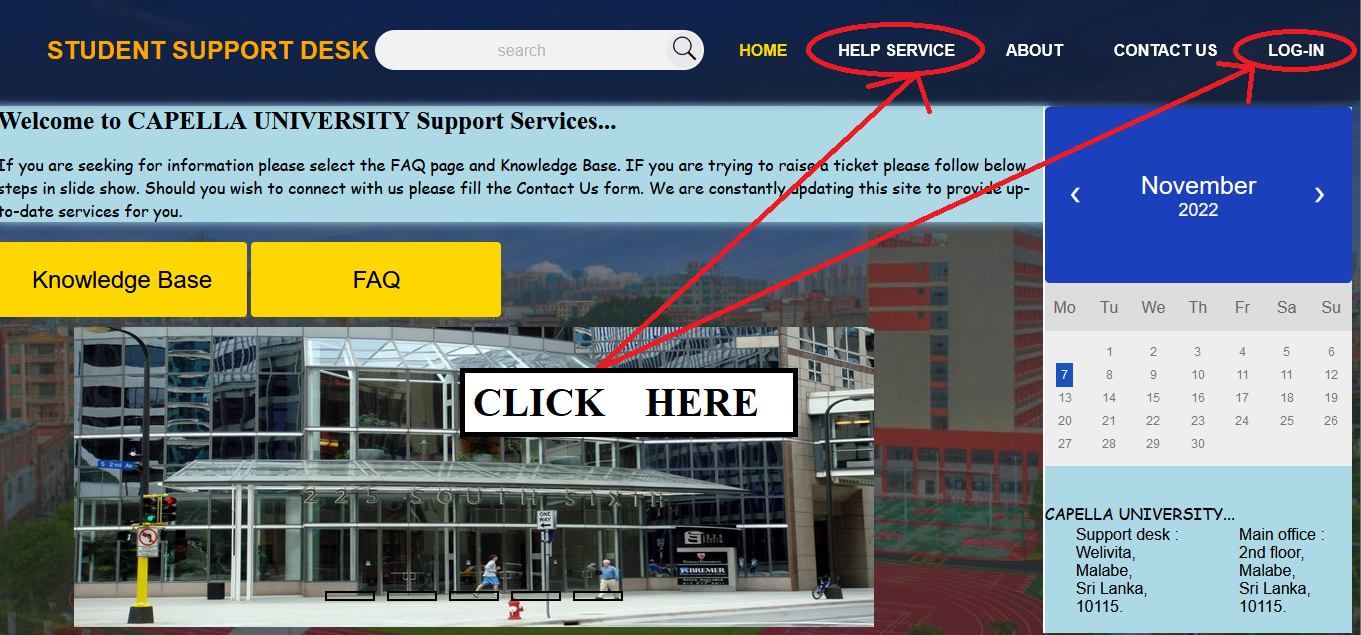 STUDENT SUPPORT DESK
search
HOME
HELP SERVICE
ABOUT
CONTACT US
LOG-IN
Welcome to CAPELLA UNIVERSITY Support Services...
If you are seeking for information please select the FAQ page and Knowledge Base. IF you are trying to raise a ticket please follow below
steps in slide show. Should you wish to connect with us please fill the Contact Us form. We are constantly updating this site to provide up-
to-date services for you.
Knowledge Base
FAQ
CLICK HERE
S 2nd Av
225 SOUTH SIXTH
ONE
WAY
BREMER
‹
November
2022
›
Mo Tu We Th Fr Sa Su
1 2 3 4 5 6
7 8 9 10 11 11 12
13 14 15 16 17 18 19
20 21 22 23 24 25 26
27 28 29 30
CAPELLA UNIVERSITY...
Support desk :
Welivita,
Malabe,
Sri Lanka,
10115.
Main office :
2nd floor,
Malabe,
Sri Lanka,
10115.